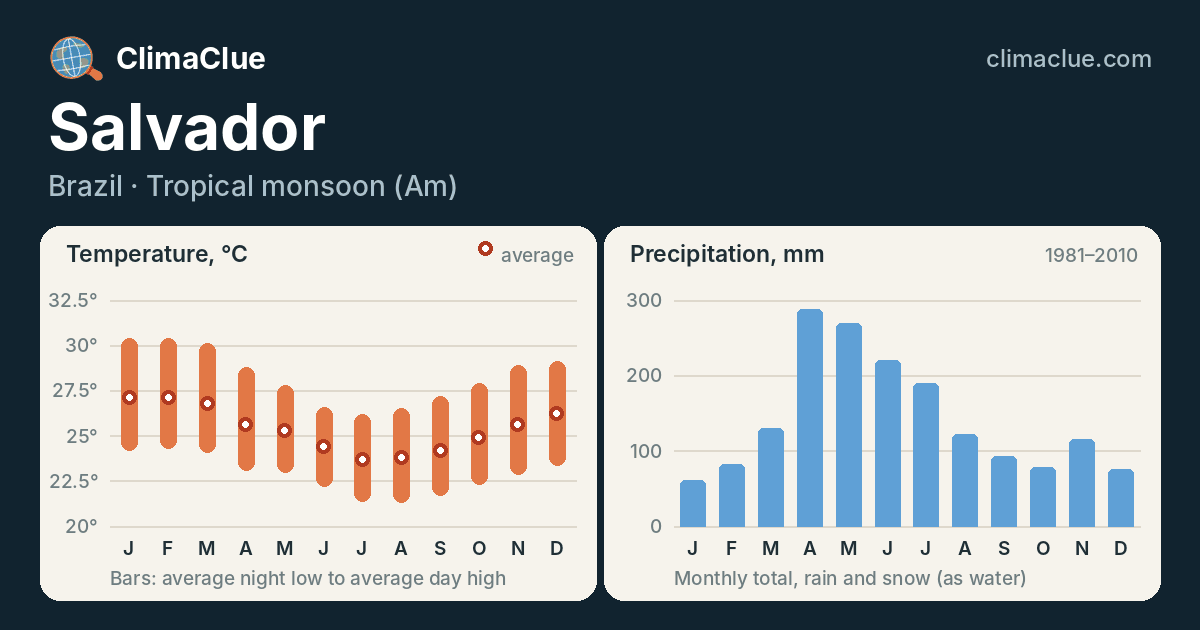 ClimaClue
climaclue.com
Salvador
Brazil · Tropical monsoon (Am)
Temperature, °C
average
32.5°
30°
27.5°
25°
22.5°
20°
J F M A M J J A S O N D
Bars: average night low to average day high
Precipitation, mm
1981–2010
300
200
100
0
J F M A M J J A S O N D
Monthly total, rain and snow (as water)